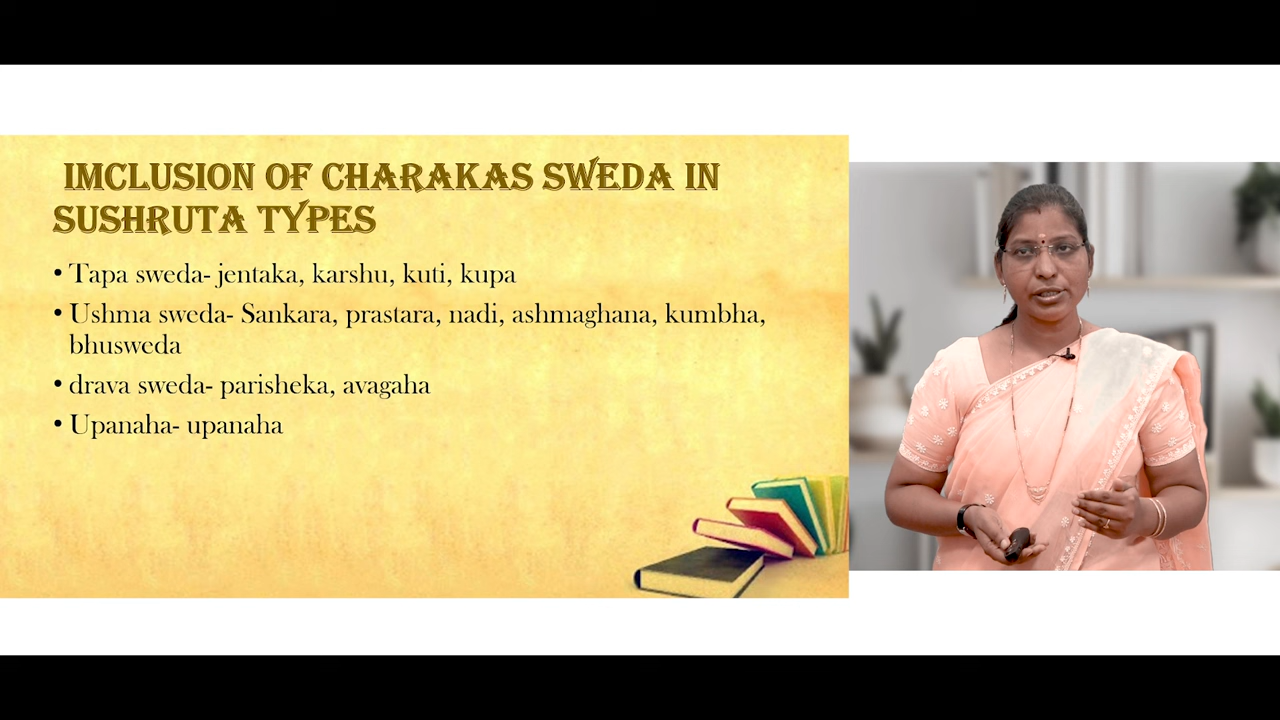 IMCLUSION OF CHARAKAS SWEDA IN
SUSHRUTA TYPES
• Tapa sweda- jentaka, karshu, kuti, kupa
• Ushma sweda- Sankara, prastara, nadi, ashmaghana, kumbha,
bhusweda
• drava sweda- parisheka, avagaha
• Upanaha- upanaha